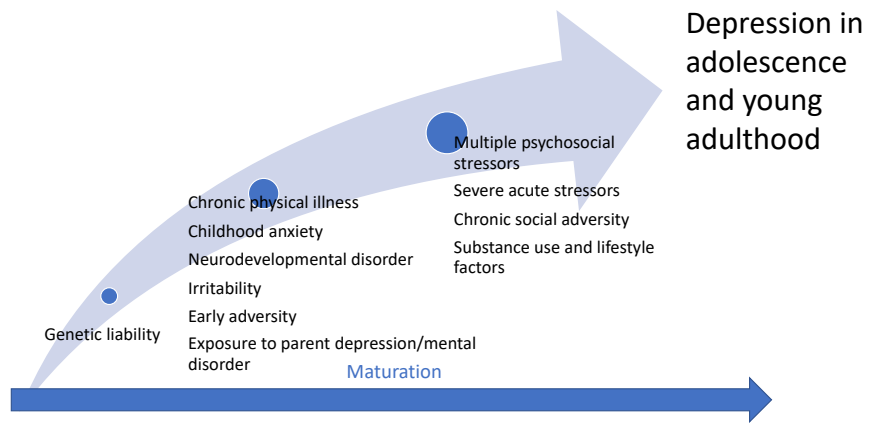 Depression in
adolescence
and young
adulthood
Multiple psychosocial
stressors
Severe acute stressors
Chronic social adversity
Substance use and lifestyle
factors
Chronic physical illness
Childhood anxiety
Neurodevelopmental disorder
Irritability
Early adversity
Exposure to parent depression/mental
disorder
Genetic liability
Maturation